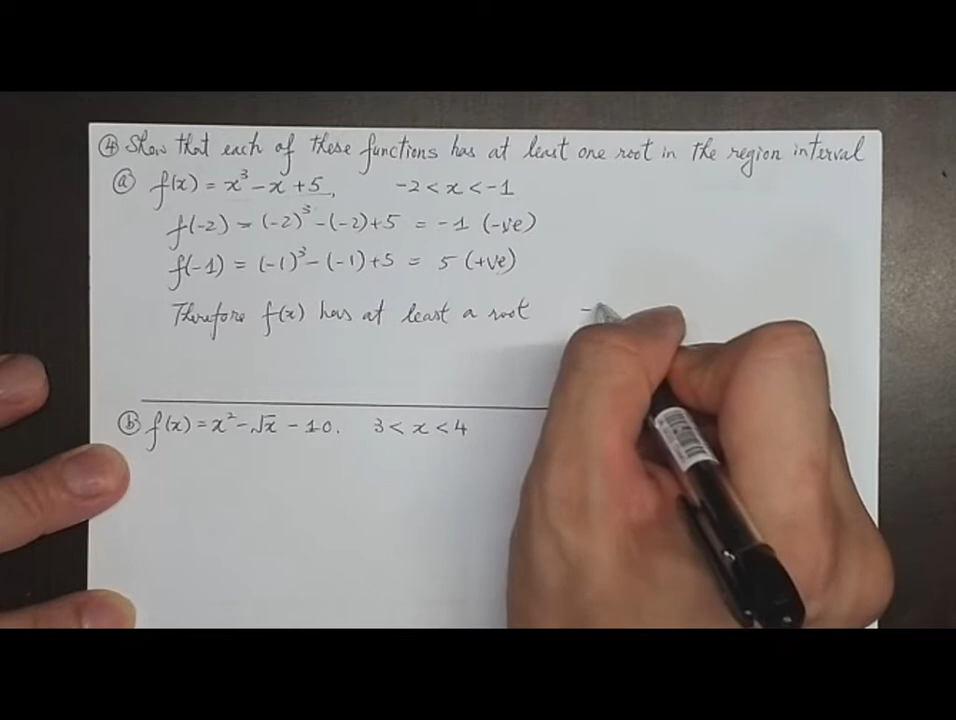 ④ Show that each of these functions has at least one root in the region interval
ⓐ f(x) = x³ - x + 5, -2 < x < -1
f(-2) = (-2)³ - (-2) + 5 = -1 (-ve)
f(-1) = (-1)³ - (-1) + 5 = 5 (+ve)
Therefore f(x) has at least a root -
ⓑ f(x) = x² - √x - 10. 3 < x < 4